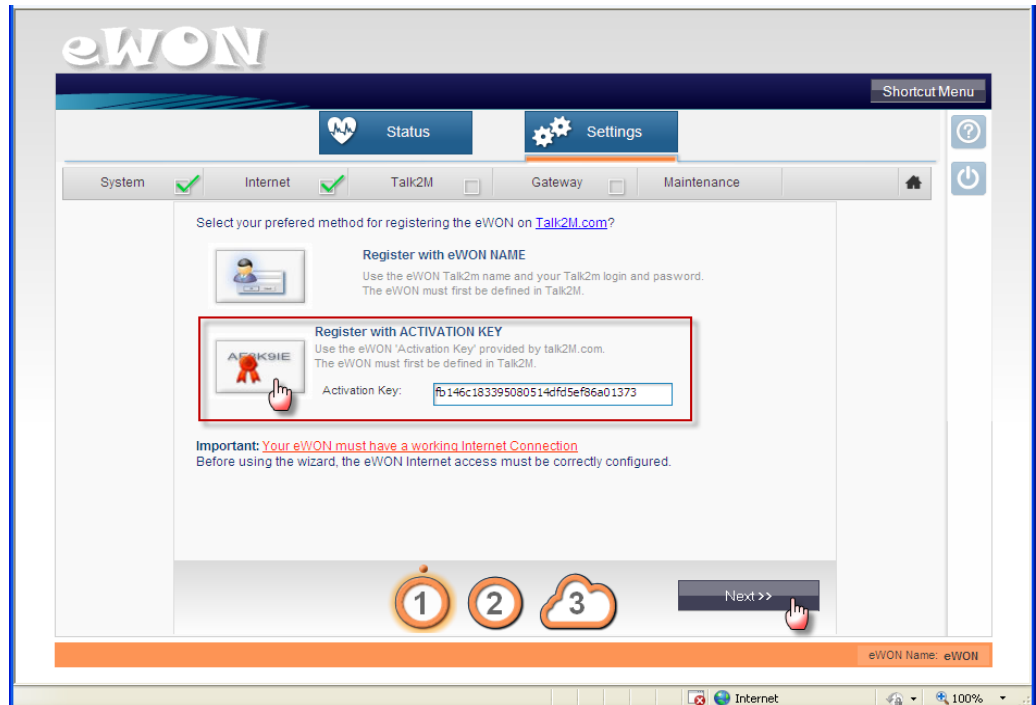 eWON
Shortcut Menu
Status
Settings
System
Internet
Talk2M
Gateway
Maintenance
Select your prefered method for registering the eWON on Talk2M.com?
Register with eWON NAME
Use the eWON Talk2m name and your Talk2m login and pasword.
The eWON must first be defined in Talk2M.
Register with ACTIVATION KEY
Use the eWON 'Activation Key' provided by talk2M.com.
The eWON must first be defined in Talk2M.
Activation Key: fb146c183395080514dfd5ef86a01373
Important: Your eWON must have a working Internet Connection
Before using the wizard, the eWON Internet access must be correctly configured.
1
2
3
Next >>
eWON Name: eWON
Internet
100%